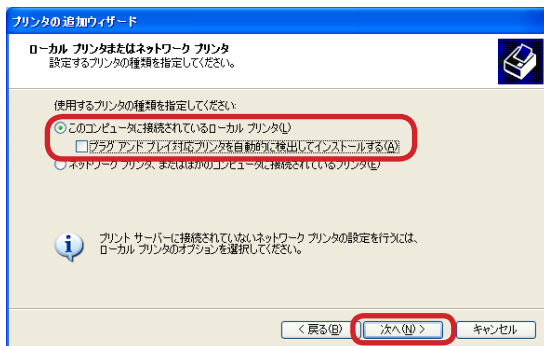 プリンタの追加ウィザード
ローカル プリンタまたはネットワーク プリンタ
設定するプリンタの種類を指定してください。
使用するプリンタの種類を指定してください:
このコンピュータに接続されているローカル プリンタ(L)
プラグ アンド プレイ対応プリンタを自動的に検出してインストールする(A)
ネットワーク プリンタ、またはほかのコンピュータに接続されているプリンタ(E)
プリント サーバーに接続されていないネットワーク プリンタの設定を行うには、
ローカル プリンタのオプションを選択してください。
< 戻る(B) 次へ(N) > キャンセル